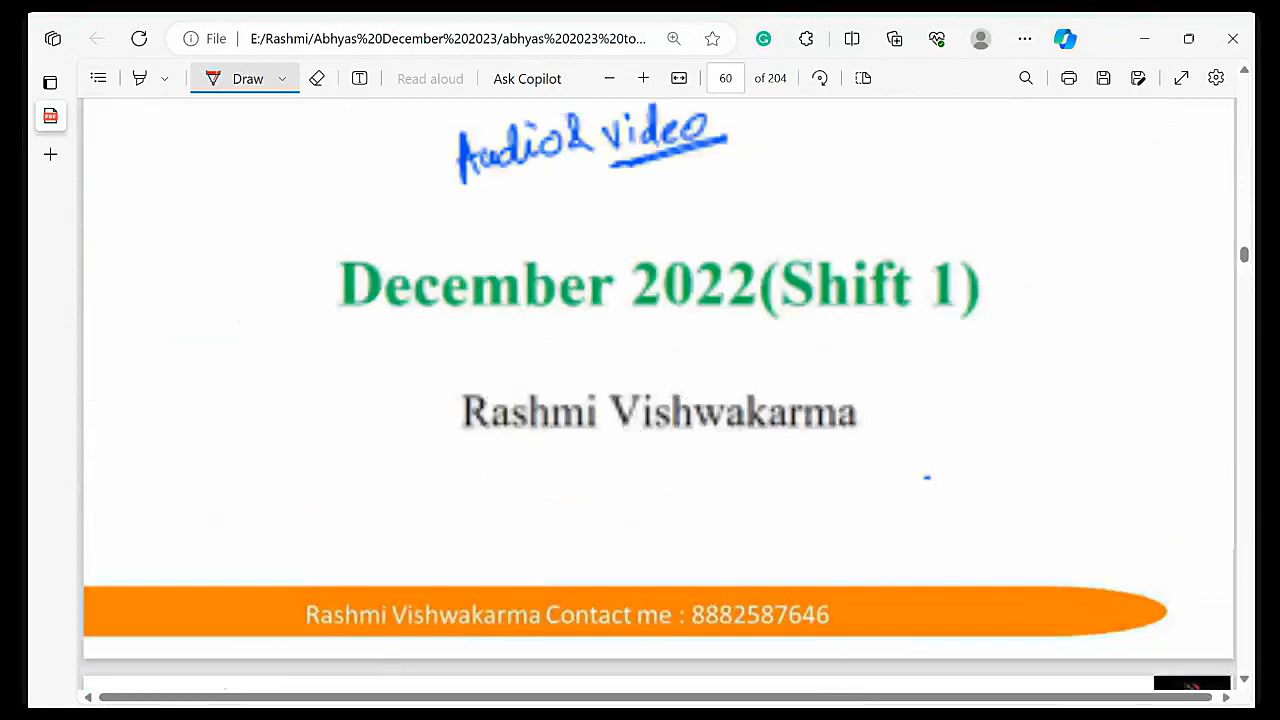 File E:/Rashmi/Abhyas%20December%202023/abhyas%202023%20to...
Draw Read aloud Ask Copilot 60 of 204
Audio & video
December 2022(Shift 1)
Rashmi Vishwakarma
Rashmi Vishwakarma Contact me : 8882587646